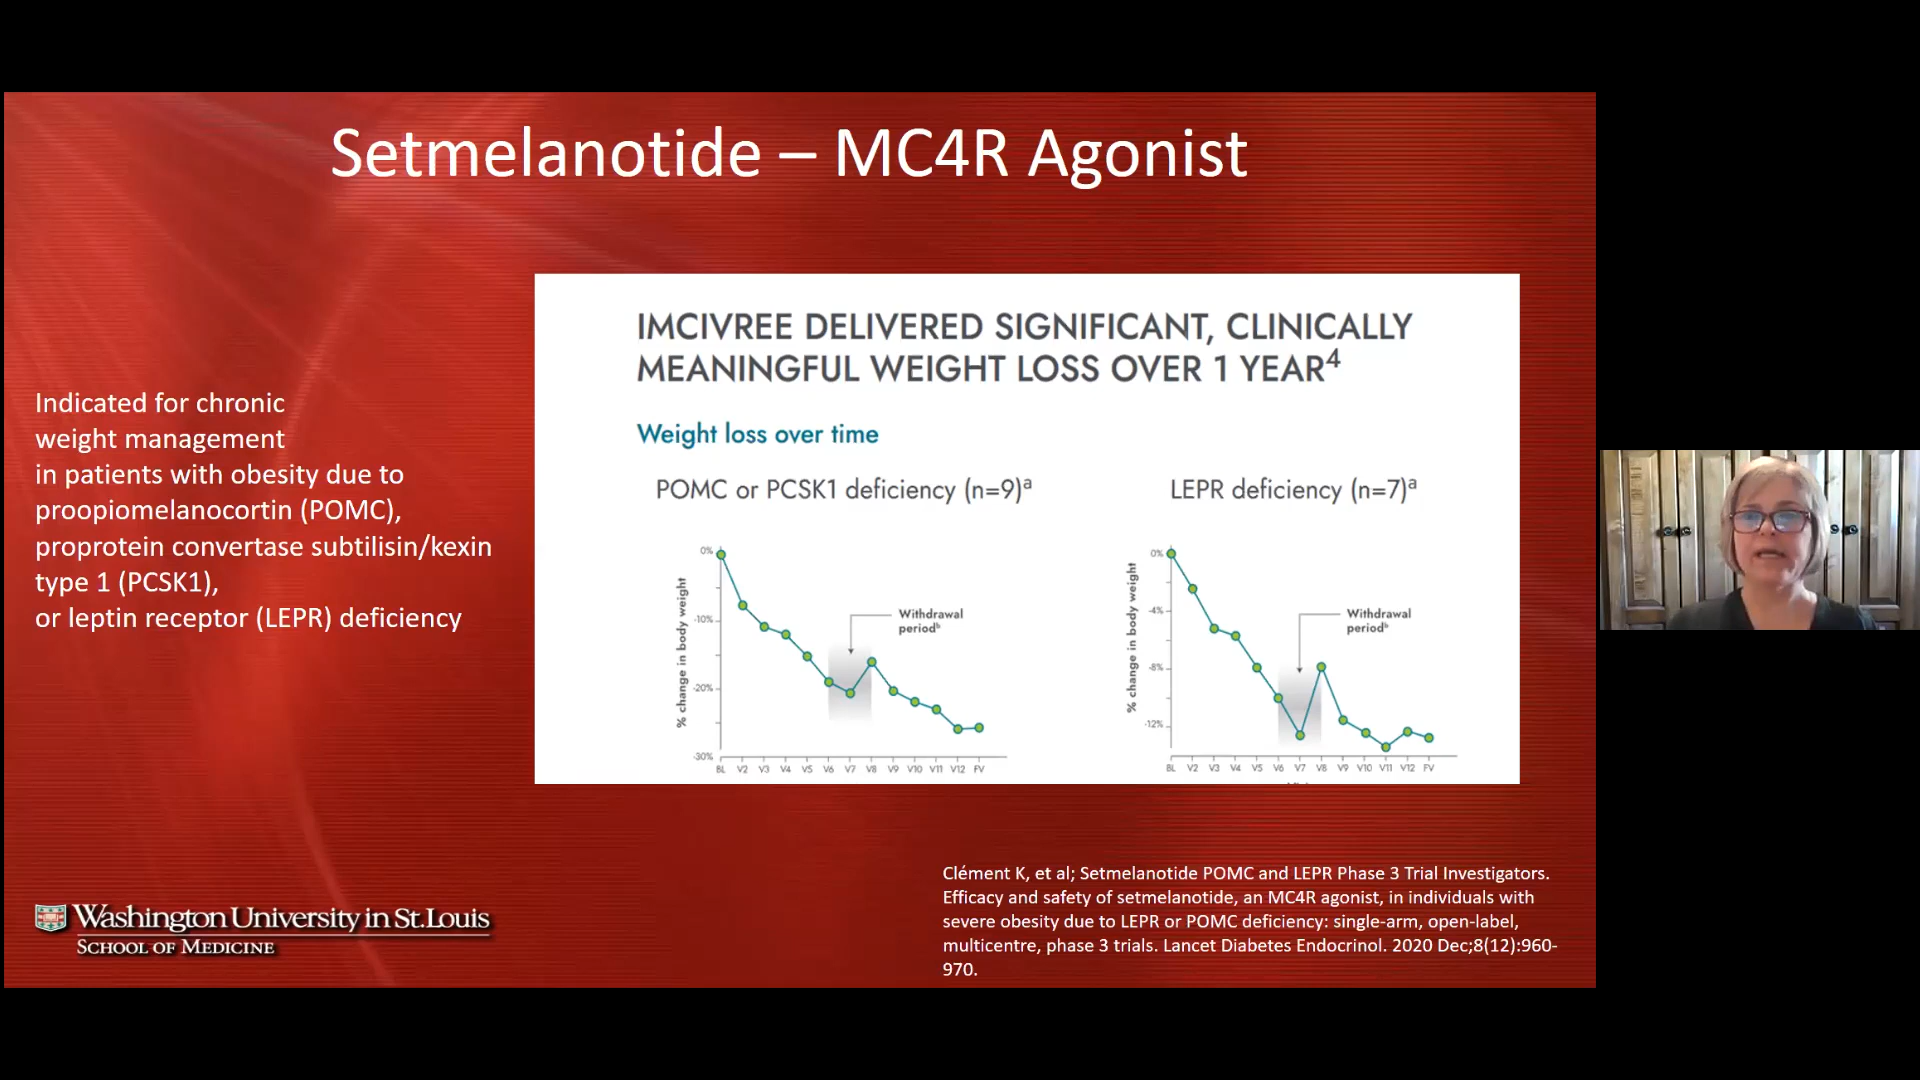 Setmelanotide – MC4R Agonist
Indicated for chronic
weight management
in patients with obesity due to
proopiomelanocortin (POMC),
proprotein convertase subtilisin/kexin
type 1 (PCSK1),
or leptin receptor (LEPR) deficiency
IMCIVREE DELIVERED SIGNIFICANT, CLINICALLY
MEANINGFUL WEIGHT LOSS OVER 1 YEAR4
Weight loss over time
POMC or PCSK1 deficiency (n=9)a
% change in body weight
0%
-10%
-20%
-30%
Withdrawal
periodb
BL V2 V3 V4 V5 V6 V7 V8 V9 V10 V11 V12 FV
LEPR deficiency (n=7)a
% change in body weight
0%
-4%
-8%
-12%
Withdrawal
periodb
BL V2 V3 V4 V5 V6 V7 V8 V9 V10 V11 V12 FV
Washington University in St. Louis
SCHOOL OF MEDICINE
Clément K, et al; Setmelanotide POMC and LEPR Phase 3 Trial Investigators.
Efficacy and safety of setmelanotide, an MC4R agonist, in individuals with
severe obesity due to LEPR or POMC deficiency: single-arm, open-label,
multicentre, phase 3 trials. Lancet Diabetes Endocrinol. 2020 Dec;8(12):960-
970.